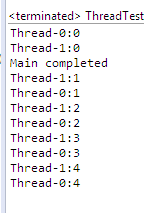 <terminated> ThreadTest
Thread-0:0
Thread-1:0
Main completed
Thread-1:1
Thread-0:1
Thread-1:2
Thread-0:2
Thread-1:3
Thread-0:3
Thread-1:4
Thread-0:4